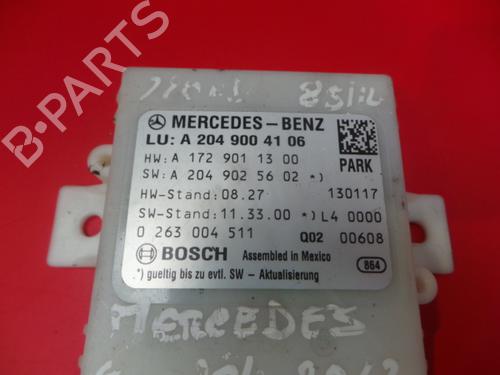 MERCEDES-BENZ
LU: A 204 900 41 06
HW: A 172 901 13 00
PARK
SW: A 204 902 56 02 *)
HW-Stand: 08.27 130117
SW-Stand: 11.33.00 *) L4 0000
0 263 004 511 Q02 00608
BOSCH Assembled in Mexico
*) gueltig bis zu evtl. SW - Aktualisierung 864
MERCEDES
B-PARTS